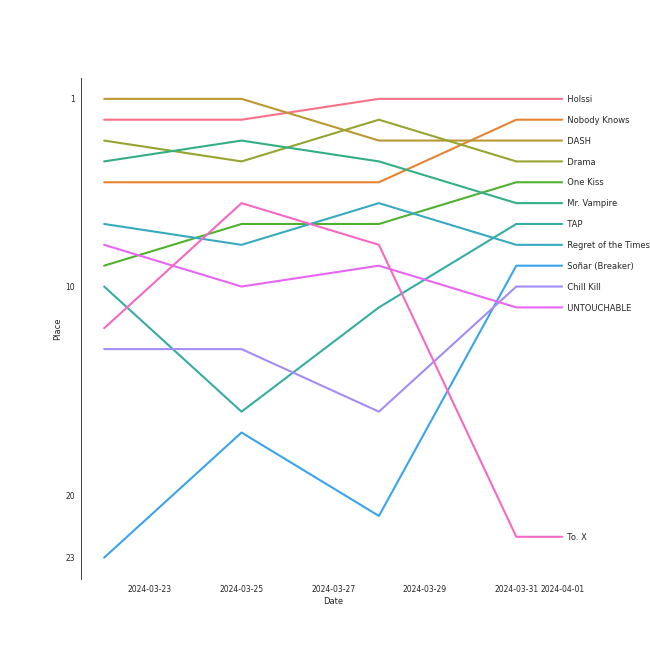 Place
1
10
20
23
Holssi
Nobody Knows
DASH
Drama
One Kiss
Mr. Vampire
TAP
Regret of the Times
Soñar (Breaker)
Chill Kill
UNTOUCHABLE
To. X
2024-03-23 2024-03-25 2024-03-27 2024-03-29 2024-03-31 2024-04-01
Date